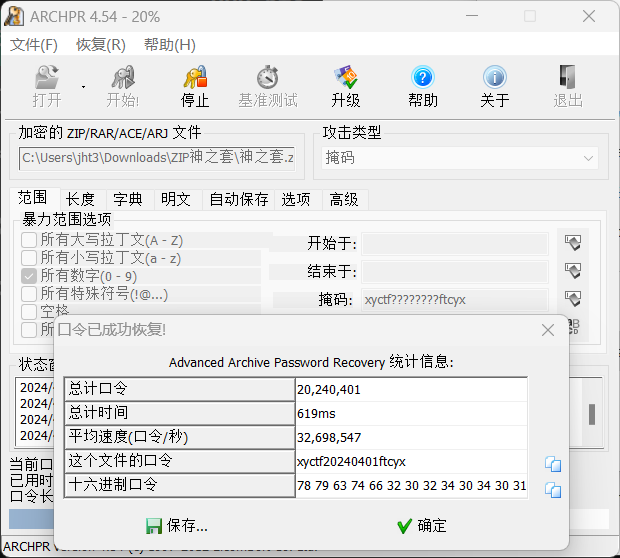 ARCHPR 4.54 - 20%
文件(F) 恢复(R) 帮助(H)
打开 开始! 停止 基准测试 升级 帮助 关于 退出
加密的 ZIP/RAR/ACE/ARJ 文件 攻击类型
C:\Users\jht3\Downloads\ZIP神之套\神之套.z 掩码
范围 长度 字典 明文 自动保存 选项 高级
暴力范围选项
所有大写拉丁文(A - Z) 开始于:
所有小写拉丁文(a - z) 结束于:
所有数字(0 - 9) 掩码: xyctf????????ftcyx
所有特殊符号(!@...)
空格
所
口令已成功恢复!
Advanced Archive Password Recovery 统计信息:
状态窗
总计口令 20,240,401
总计时间 619ms
平均速度(口令/秒) 32,698,547
这个文件的口令 xyctf20240401ftcyx
十六进制口令 78 79 63 74 66 32 30 32 34 30 34 30 31
2024/
2024/
2024/
2024/
当前口
已用时
口令长
保存... 确定
ARCHPR